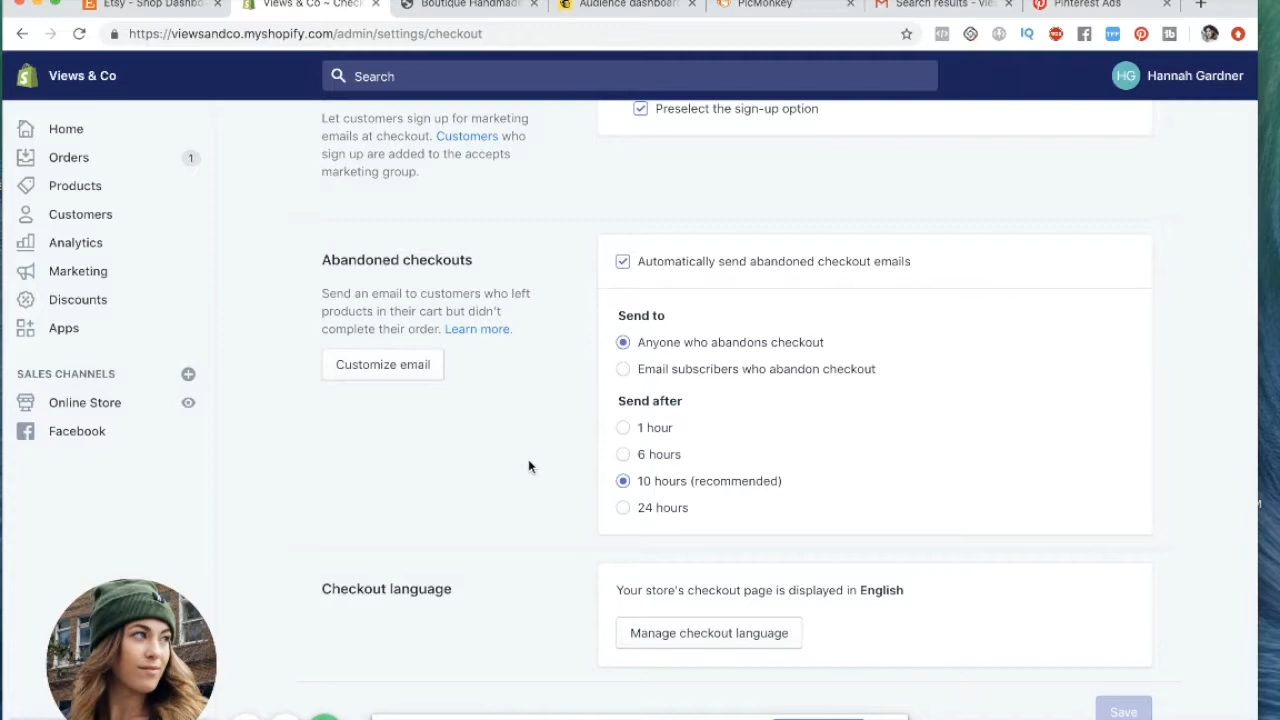 Etsy - Shop Dashbo
Views & Co ~ Check
Boutique Handmade
Audience dashboar
PicMonkey
Search results - vie
Pinterest Ads
https://viewsandco.myshopify.com/admin/settings/checkout
Views & Co
Search
HG
Hannah Gardner
Home
Orders
1
Products
Customers
Analytics
Marketing
Discounts
Apps
SALES CHANNELS
Online Store
Facebook
Let customers sign up for marketing
emails at checkout. Customers who
sign up are added to the accepts
marketing group.
Preselect the sign-up option
Abandoned checkouts
Send an email to customers who left
products in their cart but didn't
complete their order. Learn more.
Customize email
Automatically send abandoned checkout emails
Send to
Anyone who abandons checkout
Email subscribers who abandon checkout
Send after
1 hour
6 hours
10 hours (recommended)
24 hours
Checkout language
Your store's checkout page is displayed in English
Manage checkout language
Save